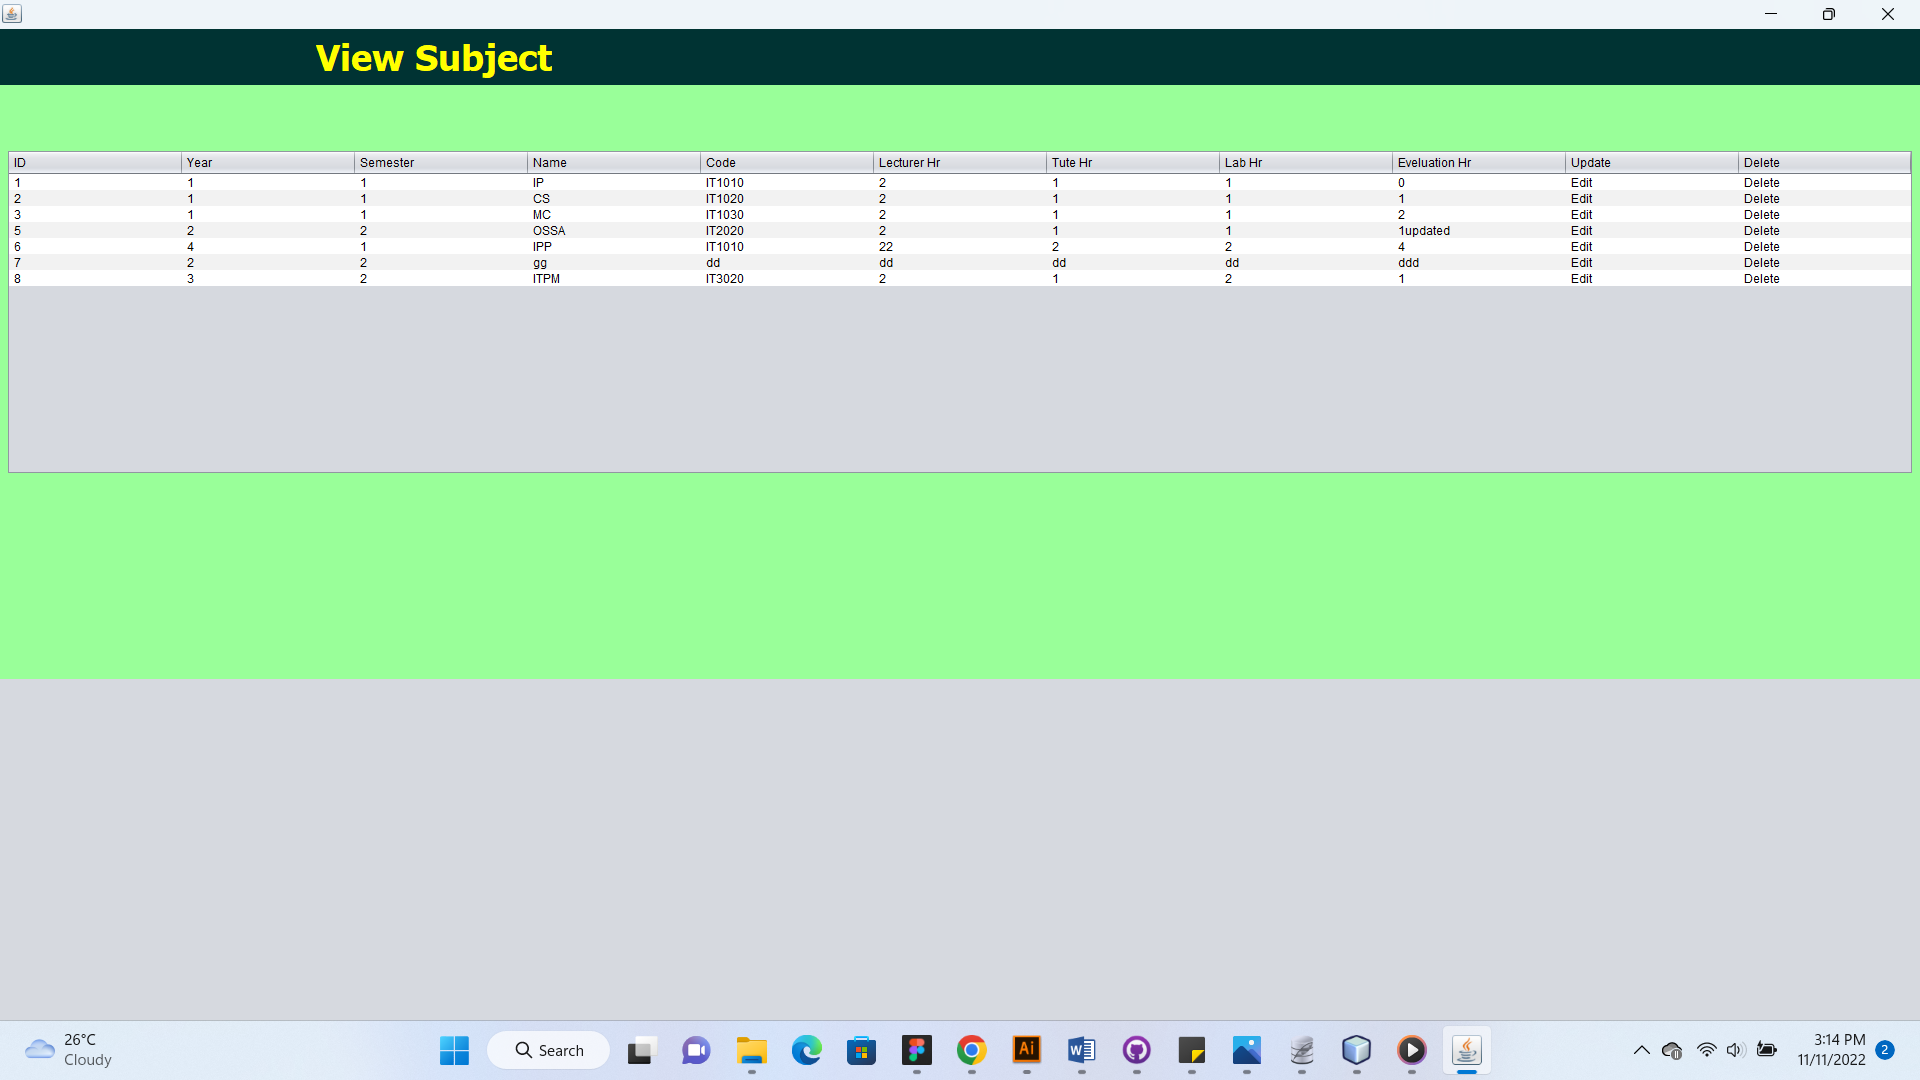 View Subject
ID Year Semester Name Code Lecturer Hr Tute Hr Lab Hr Eveluation Hr Update Delete
1 1 1 IP IT1010 2 1 1 0 Edit Delete
2 1 1 CS IT1020 2 1 1 1 Edit Delete
3 1 1 MC IT1030 2 1 1 2 Edit Delete
5 2 2 OSSA IT2020 2 1 1 1updated Edit Delete
6 4 1 IPP IT1010 22 2 2 4 Edit Delete
7 2 2 gg dd dd dd dd ddd Edit Delete
8 3 2 ITPM IT3020 2 1 2 1 Edit Delete
26°C
Cloudy
Search
Ai
W
3:14 PM
11/11/2022
2